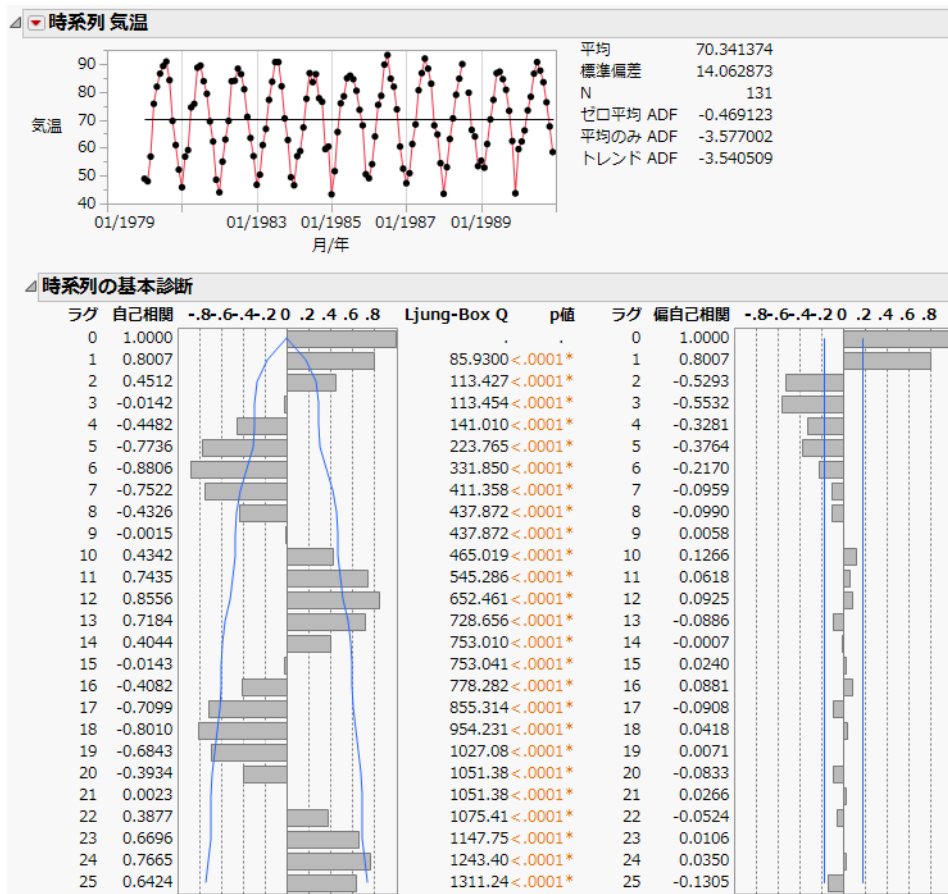 時系列 気温
90
80
70
60
50
40
気温
01/1979
01/1983
01/1985
01/1987
01/1989
月/年
平均 70.341374
標準偏差 14.062873
N 131
ゼロ平均 ADF -0.469123
平均のみ ADF -3.577002
トレンド ADF -3.540509
時系列の基本診断
ラグ 自己相関 -.8-.6-.4-.2 0 .2 .4 .6 .8 Ljung-Box Q p値 ラグ 偏自己相関 -.8-.6-.4-.2 0 .2 .4 .6 .8
0 1.0000 . . 0 1.0000
1 0.8007 85.9300 <.0001* 1 0.8007
2 0.4512 113.427 <.0001* 2 -0.5293
3 -0.0142 113.454 <.0001* 3 -0.5532
4 -0.4482 141.010 <.0001* 4 -0.3281
5 -0.7736 223.765 <.0001* 5 -0.3764
6 -0.8806 331.850 <.0001* 6 -0.2170
7 -0.7522 411.358 <.0001* 7 -0.0959
8 -0.4326 437.872 <.0001* 8 -0.0990
9 -0.0015 437.872 <.0001* 9 0.0058
10 0.4342 465.019 <.0001* 10 0.1266
11 0.7435 545.286 <.0001* 11 0.0618
12 0.8556 652.461 <.0001* 12 0.0925
13 0.7184 728.656 <.0001* 13 -0.0886
14 0.4044 753.010 <.0001* 14 -0.0007
15 -0.0143 753.041 <.0001* 15 0.0240
16 -0.4082 778.282 <.0001* 16 0.0881
17 -0.7099 855.314 <.0001* 17 -0.0908
18 -0.8010 954.231 <.0001* 18 0.0418
19 -0.6843 1027.08 <.0001* 19 0.0071
20 -0.3934 1051.38 <.0001* 20 -0.0833
21 0.0023 1051.38 <.0001* 21 0.0266
22 0.3877 1075.41 <.0001* 22 -0.0524
23 0.6696 1147.75 <.0001* 23 0.0106
24 0.7665 1243.40 <.0001* 24 0.0350
25 0.6424 1311.24 <.0001* 25 -0.1305